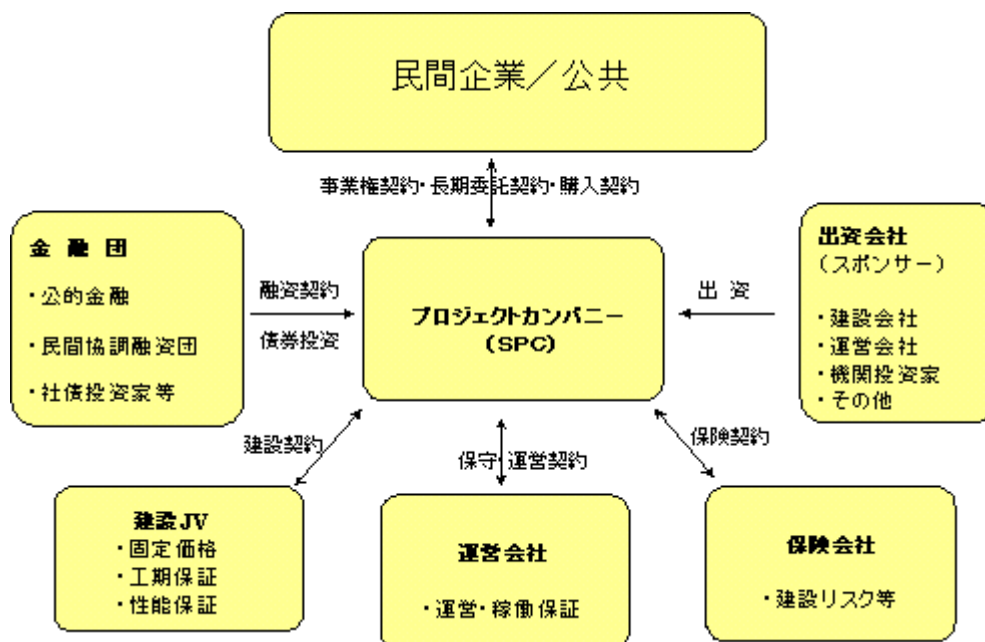 民間企業／公共
事業権契約・長期委託契約・購入契約
金 融 団
・公的金融
・民間協調融資団
・社債投資家等
融資契約
債券投資
プロジェクトカンパニー
(SPC)
出 資
出資会社
（スポンサー）
・建設会社
・運営会社
・機関投資家
・その他
建設契約
保守・運営契約
保険契約
建設JV
・固定価格
・工期保証
・性能保証
運営会社
・運営・稼働保証
保険会社
・建設リスク等